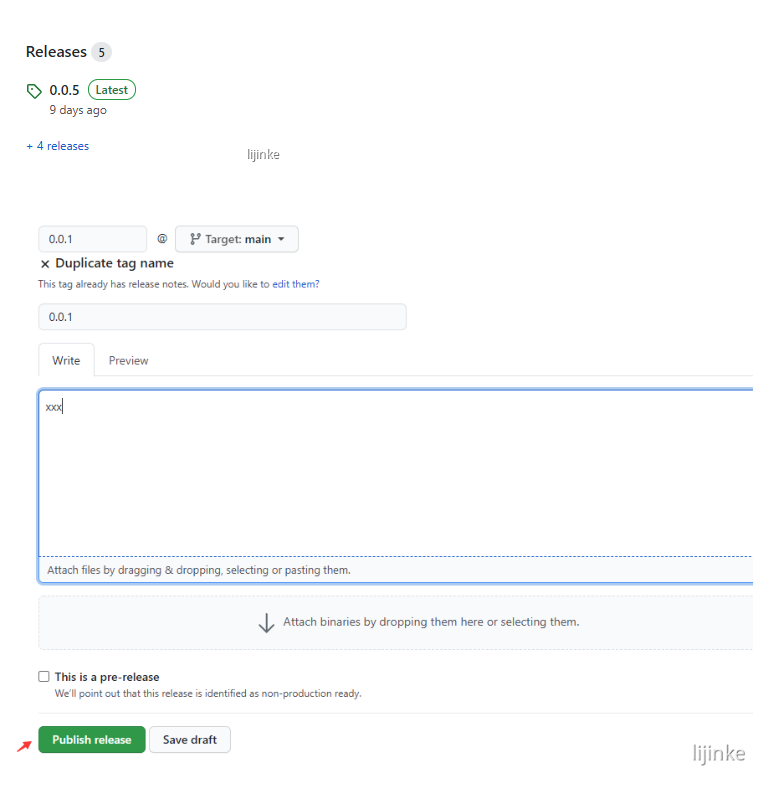 Releases 5
0.0.5 Latest
9 days ago
+ 4 releases
lijinke
0.0.1 @ Target: main
Duplicate tag name
This tag already has release notes. Would you like to edit them?
0.0.1
Write Preview
xxx
Attach files by dragging & dropping, selecting or pasting them.
Attach binaries by dropping them here or selecting them.
This is a pre-release
We'll point out that this release is identified as non-production ready.
Publish release Save draft
lijinke